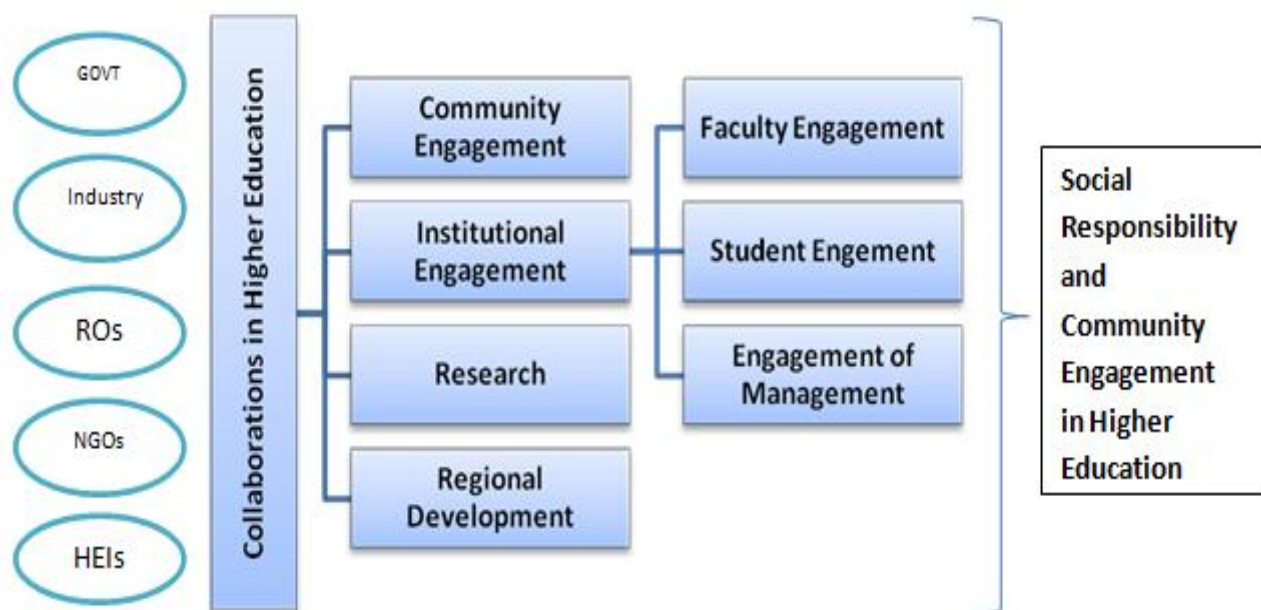 GOVT
Industry
ROs
NGOs
HEIs
Collaborations in Higher Education
Community
Engagement
Institutional
Engagement
Research
Regional
Development
Faculty Engagement
Student Engement
Engagement of
Management
Social
Responsibility
and
Community
Engagement
in Higher
Education